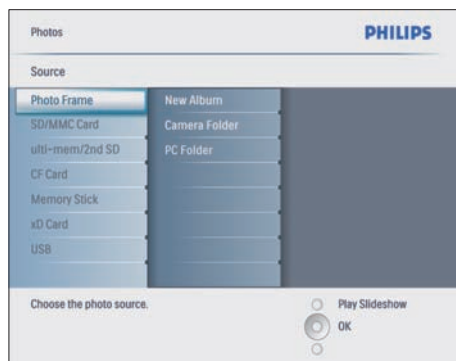 Photos
PHILIPS
Source
Photo Frame
New Album
SD/MMC Card
Camera Folder
ulti-mem/2nd SD
PC Folder
CF Card
Memory Stick
xD Card
USB
Choose the photo source.
Play Slideshow
OK